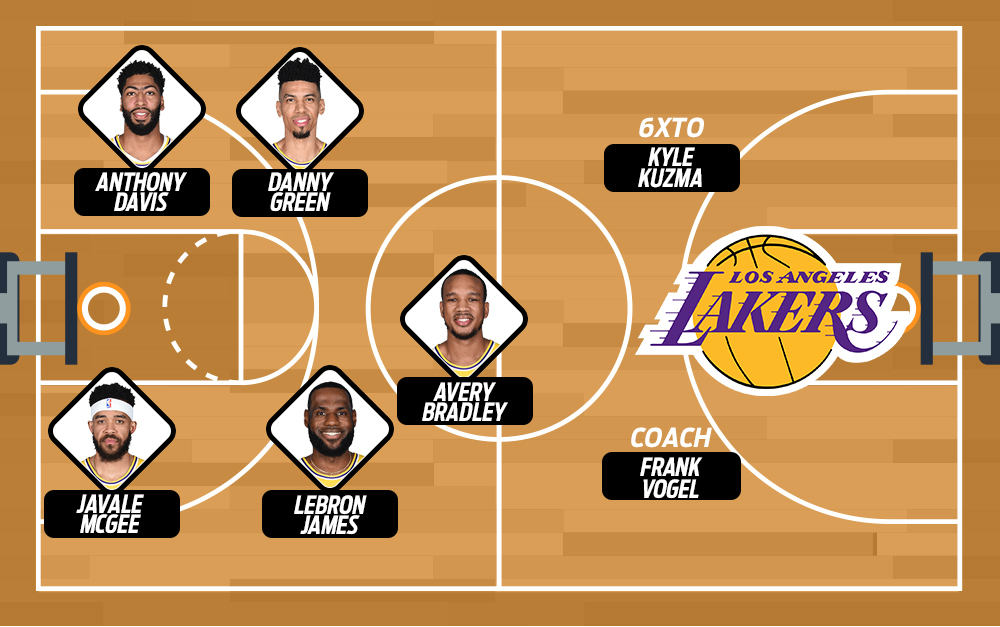 ANTHONY
DAVIS
DANNY
GREEN
6XTO
KYLE
KUZMA
LOS ANGELES
LAKERS
AVERY
BRADLEY
JAVALE
MCGEE
LEBRON
JAMES
COACH
FRANK
VOGEL